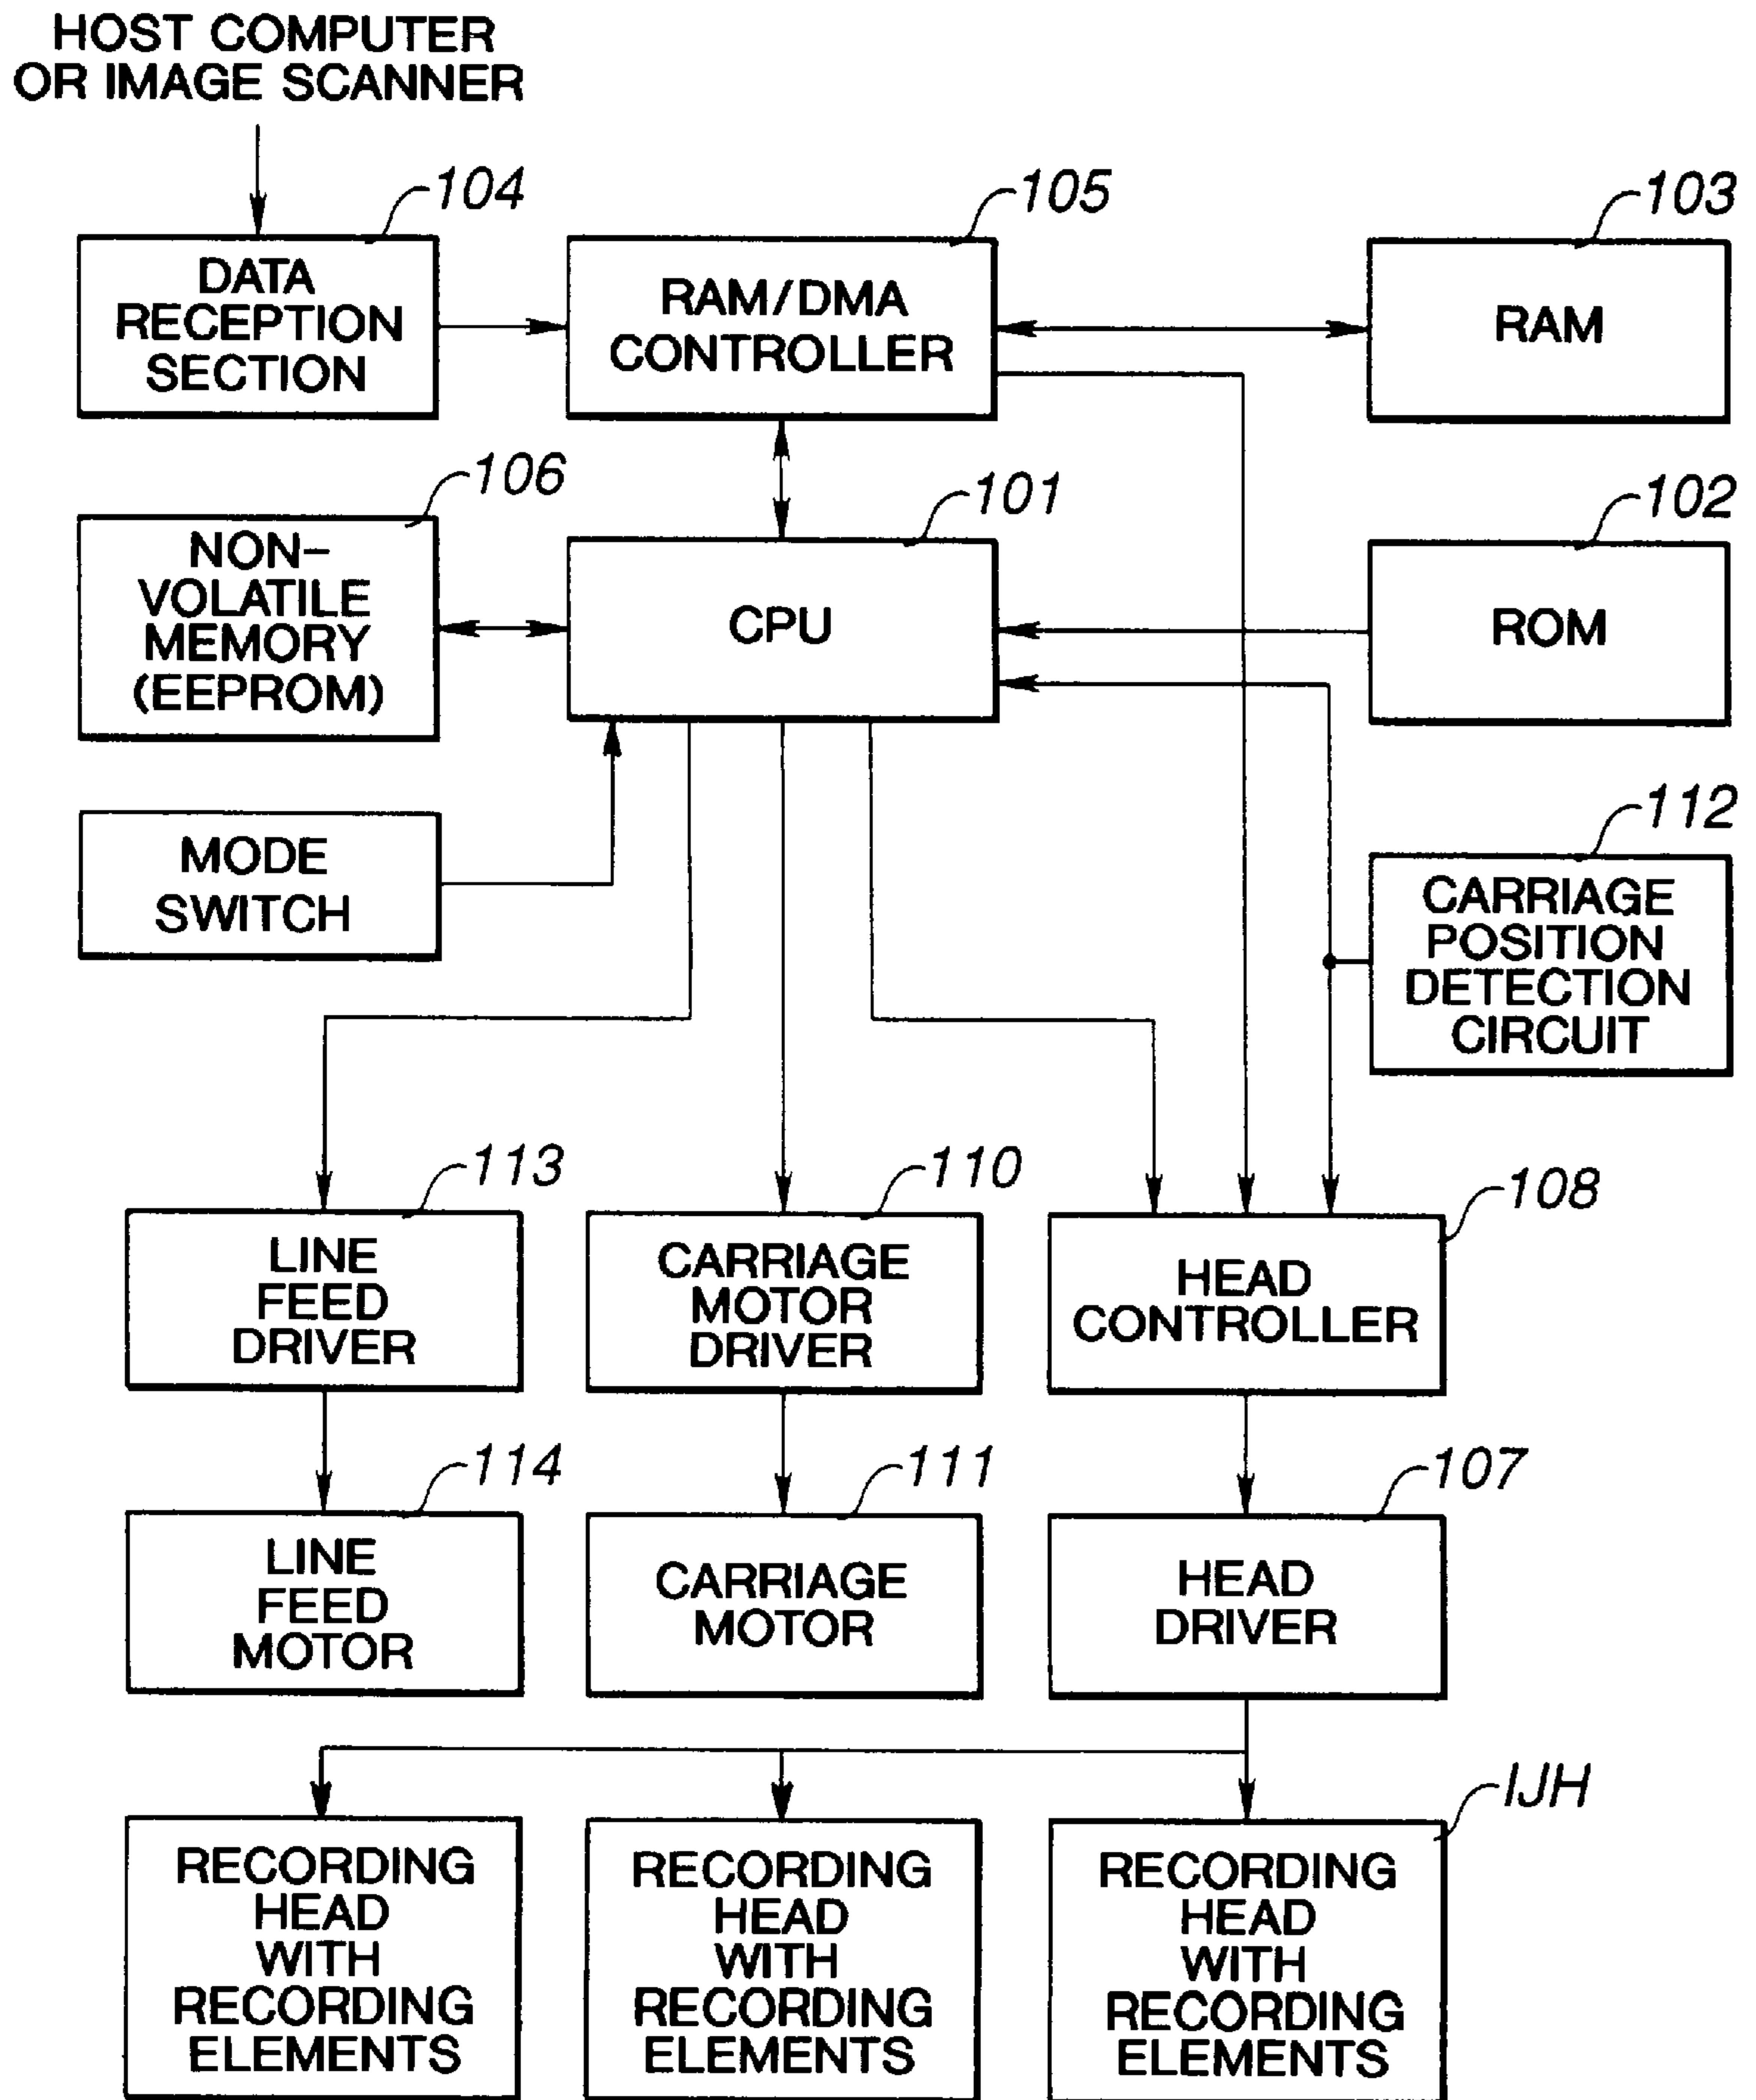 HOST COMPUTER
OR IMAGE SCANNER
104
DATA
RECEPTION
SECTION
105
RAM/DMA
CONTROLLER
103
RAM
106
NON-
VOLATILE
MEMORY
(EEPROM)
101
CPU
102
ROM
MODE
SWITCH
112
CARRIAGE
POSITION
DETECTION
CIRCUIT
113
LINE
FEED
DRIVER
110
CARRIAGE
MOTOR
DRIVER
108
HEAD
CONTROLLER
114
LINE
FEED
MOTOR
111
CARRIAGE
MOTOR
107
HEAD
DRIVER
IJH
RECORDING
HEAD
WITH
RECORDING
ELEMENTS
RECORDING
HEAD
WITH
RECORDING
ELEMENTS
RECORDING
HEAD
WITH
RECORDING
ELEMENTS